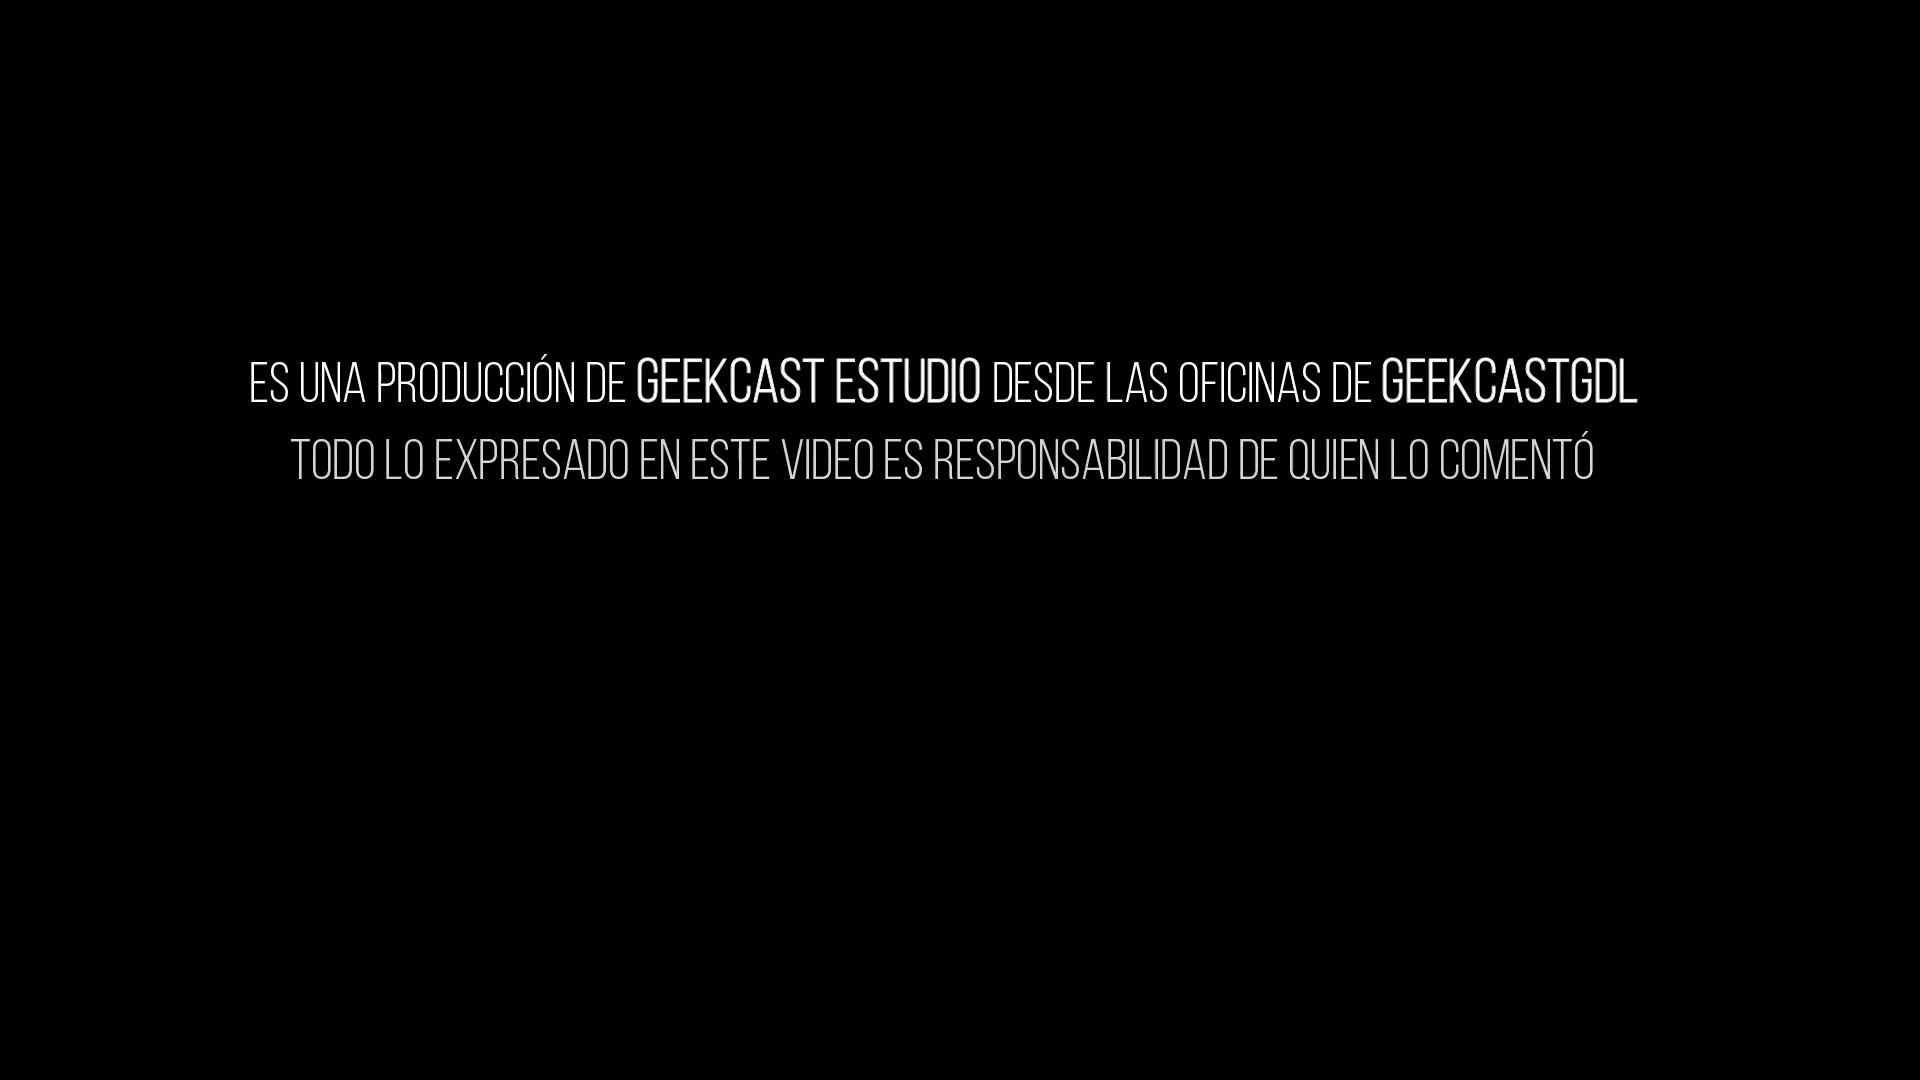 ES UNA PRODUCCIÓN DE GEEKCAST ESTUDIO DESDE LAS OFICINAS DE GEEKCASTGDL
TODO LO EXPRESADO EN ESTE VIDEO ES RESPONSABILIDAD DE QUIEN LO COMENTÓ